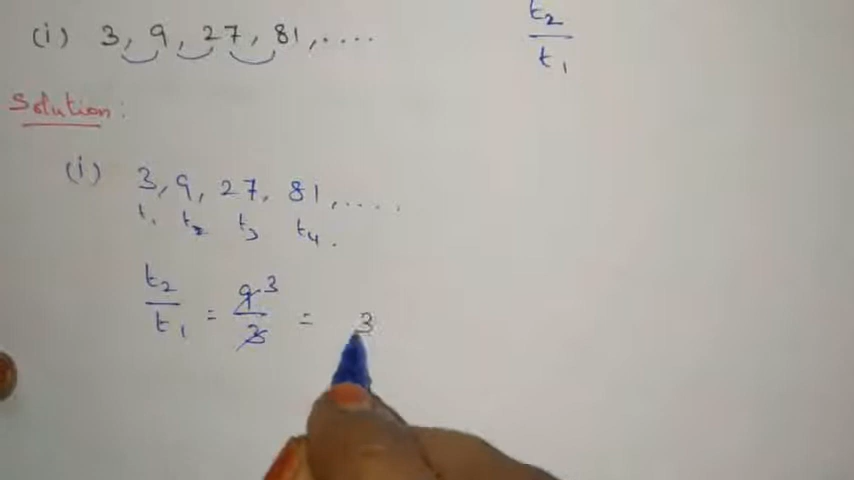 (i) 3, 9, 27, 81, ....
t2
t1
Solution:
(i) 3, 9, 27, 81, ....
t1 t2 t3 t4.
t2/t1 = 9 3/3 = 3